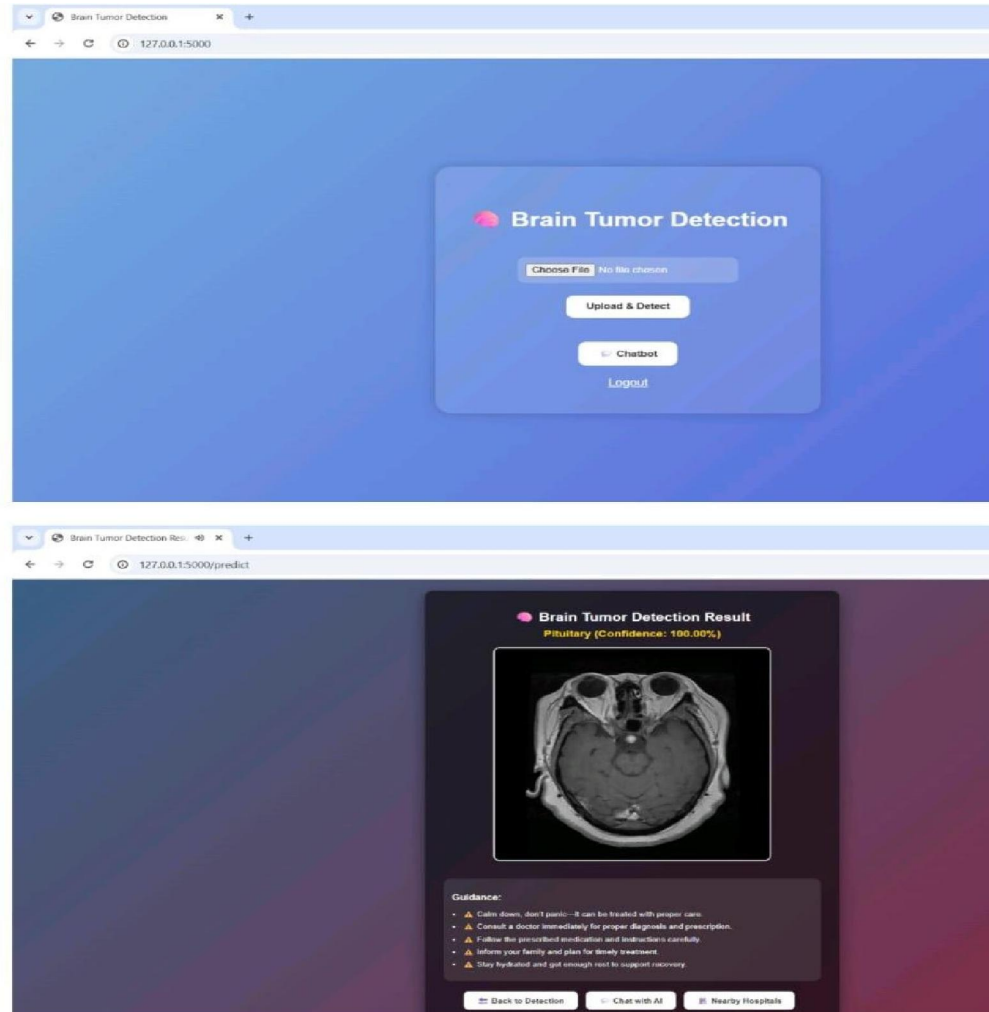 Brain Tumor Detection
127.0.0.1:5000
Brain Tumor Detection
Choose File No file chosen
Upload & Detect
Chatbot
Logout
Brain Tumor Detection Res
127.0.0.1:5000/predict
Brain Tumor Detection Result
Pituitary (Confidence: 100.00%)
Guidance:
• Calm down, don't panic—it can be treated with proper care.
• Consult a doctor immediately for proper diagnosis and prescription.
• Follow the prescribed medication and instructions carefully.
• Inform your family and plan for timely treatment.
• Stay hydrated and get enough rest to support recovery.
Back to Detection Chat with AI Nearby Hospitals